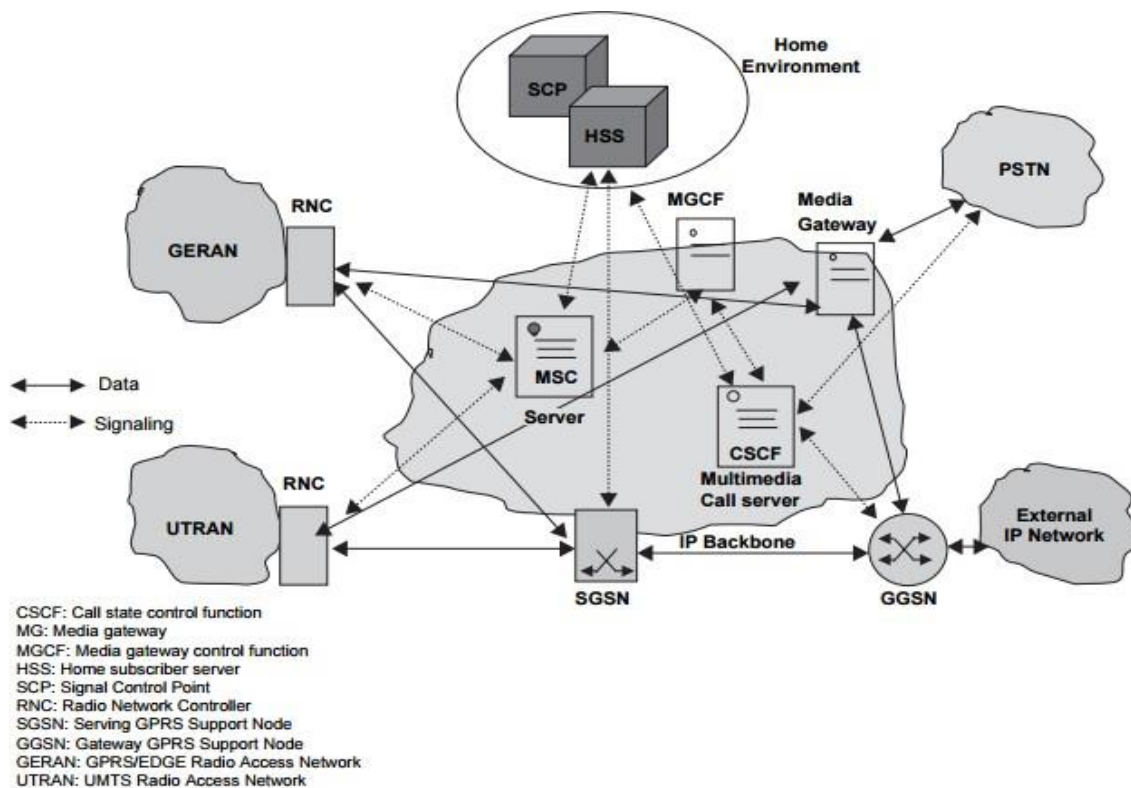 Home
Environment
SCP
HSS
PSTN
RNC
MGCF
Media
Gateway
GERAN
MSC
Server
Data
Signaling
CSCF
Multimedia
Call server
RNC
UTRAN
IP Backbone
External
IP Network
SGSN
GGSN
CSCF: Call state control function
MG: Media gateway
MGCF: Media gateway control function
HSS: Home subscriber server
SCP: Signal Control Point
RNC: Radio Network Controller
SGSN: Serving GPRS Support Node
GGSN: Gateway GPRS Support Node
GERAN: GPRS/EDGE Radio Access Network
UTRAN: UMTS Radio Access Network